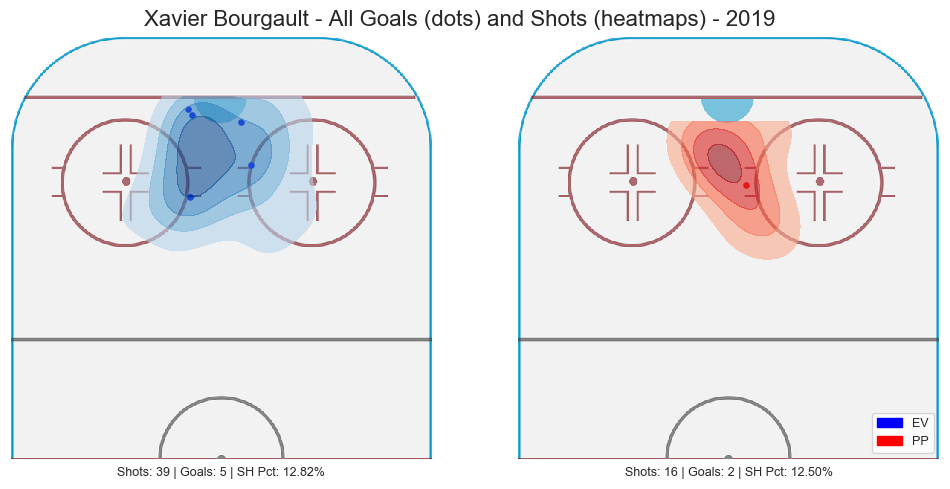 Xavier Bourgault - All Goals (dots) and Shots (heatmaps) - 2019
EV
PP
Shots: 39 | Goals: 5 | SH Pct: 12.82%
Shots: 16 | Goals: 2 | SH Pct: 12.50%